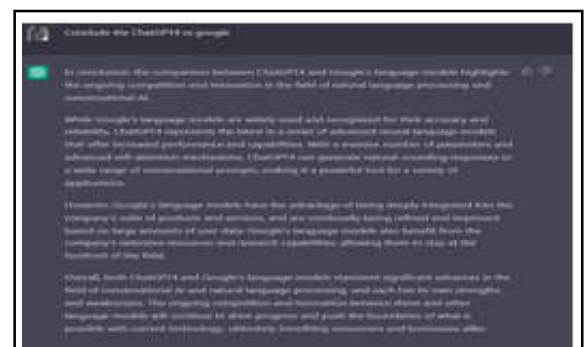 Conclude the ChatGPT4 vs google
In conclusion, the comparison between ChatGPT4 and Google's language models highlights
the ongoing competition and innovation in the field of natural language processing and
conversational AI.
While Google's language models are widely used and recognized for their accuracy and
reliability, ChatGPT4 represents the latest in a series of advanced neural language models
that offer increased performance and capabilities. With a massive number of parameters and
advanced self-attention mechanisms, ChatGPT4 can generate natural-sounding responses to
a wide range of conversational prompts, making it a powerful tool for a variety of
applications.
However, Google's language models have the advantage of being deeply integrated into the
company's suite of products and services, and are continually being refined and improved
based on large amounts of user data. Google's language models also benefit from the
company's extensive resources and research capabilities, allowing them to stay at the
forefront of the field.
Overall, both ChatGPT4 and Google's language models represent significant advances in the
field of conversational AI and natural language processing, and each has its own strengths
and weaknesses. The ongoing competition and innovation between these and other
language models will continue to drive progress and push the boundaries of what is
possible with current technology, ultimately benefiting consumers and businesses alike.